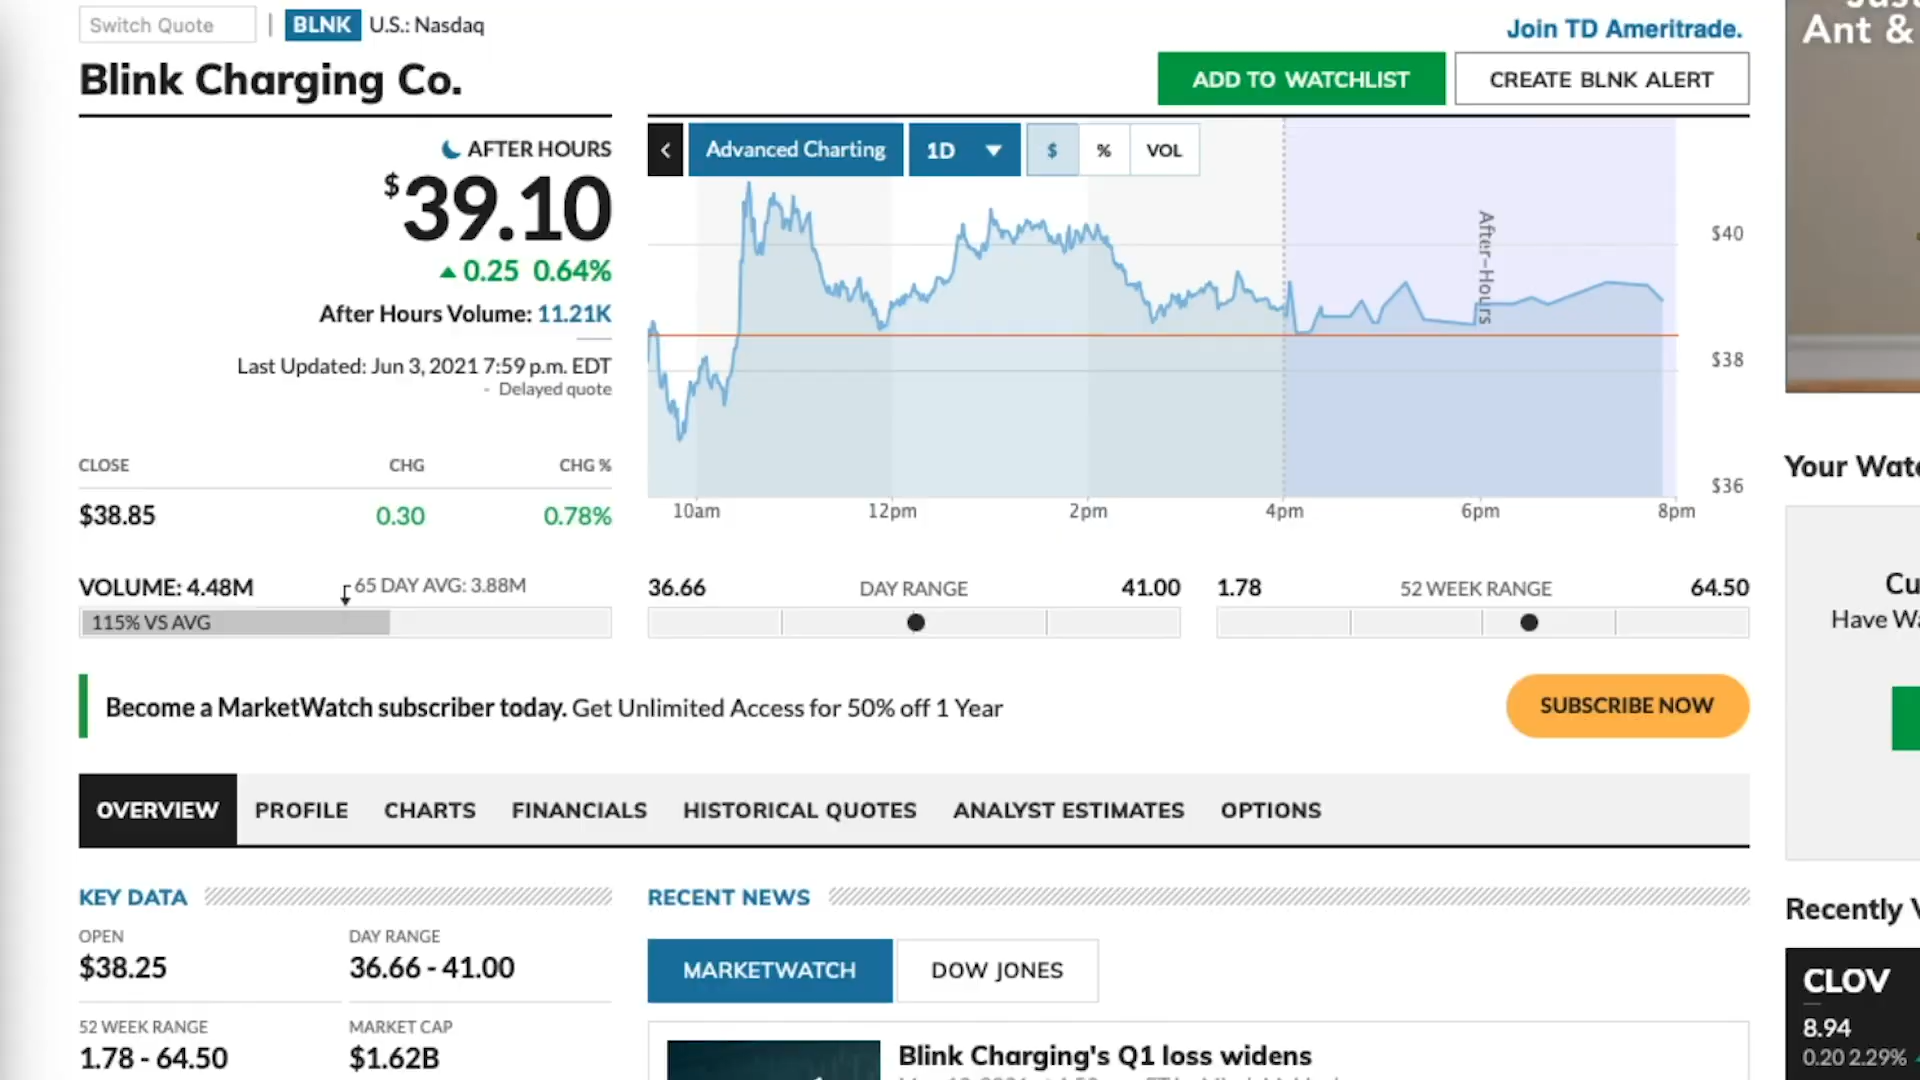 Switch Quote | BLNK U.S.: Nasdaq
Join TD Ameritrade.
Ant &
Blink Charging Co.
ADD TO WATCHLIST
CREATE BLNK ALERT
AFTER HOURS
$39.10
0.25 0.64%
After Hours Volume: 11.21K
Last Updated: Jun 3, 2021 7:59 p.m. EDT
- Delayed quote
Advanced Charting 1D $ % VOL
After-Hours
$40
$38
$36
10am 12pm 2pm 4pm 6pm 8pm
CLOSE CHG CHG %
$38.85 0.30 0.78%
VOLUME: 4.48M 65 DAY AVG: 3.88M
115% VS AVG
36.66 DAY RANGE 41.00
1.78 52 WEEK RANGE 64.50
Become a MarketWatch subscriber today. Get Unlimited Access for 50% off 1 Year
SUBSCRIBE NOW
OVERVIEW PROFILE CHARTS FINANCIALS HISTORICAL QUOTES ANALYST ESTIMATES OPTIONS
KEY DATA
OPEN DAY RANGE
$38.25 36.66 - 41.00
52 WEEK RANGE MARKET CAP
1.78 - 64.50 $1.62B
RECENT NEWS
MARKETWATCH DOW JONES
Blink Charging's Q1 loss widens
Your
Have
Recently
CLOV
8.94
0.20 2.29%